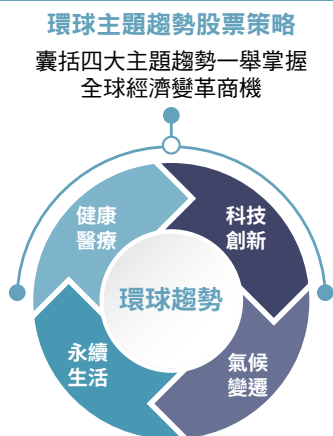 環球主題趨勢股票策略
囊括四大主題趨勢一舉掌握
全球經濟變革商機
健康
醫療
科技
創新
環球趨勢
永續
生活
氣候
變遷